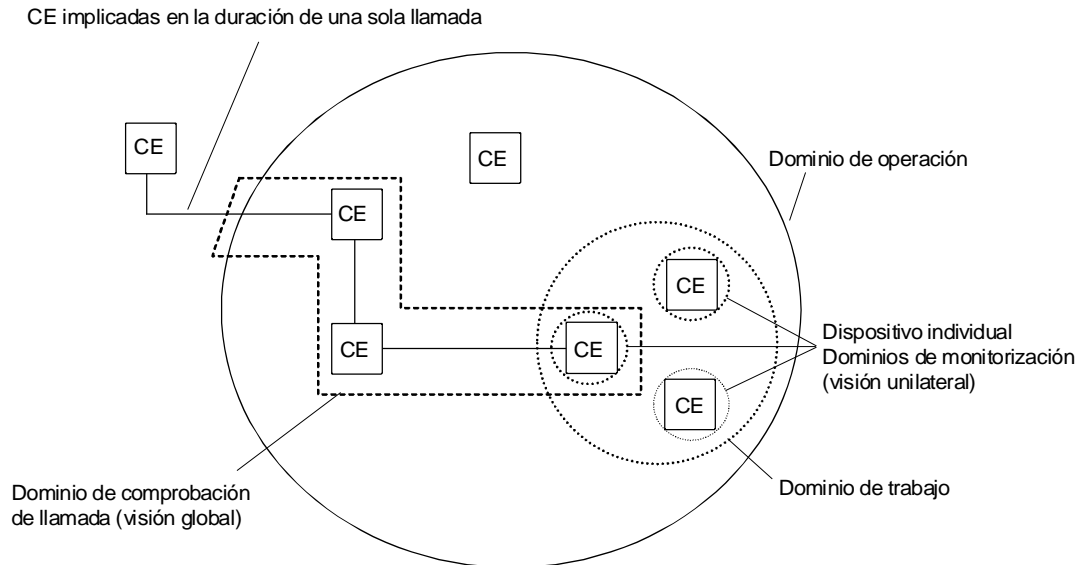 CE implicadas en la duración de una sola llamada
CE
CE
Dominio de operación
CE
CE
Dispositivo individual
Dominios de monitorización
(visión unilateral)
CE
CE
CE
Dominio de trabajo
Dominio de comprobación
de llamada (visión global)